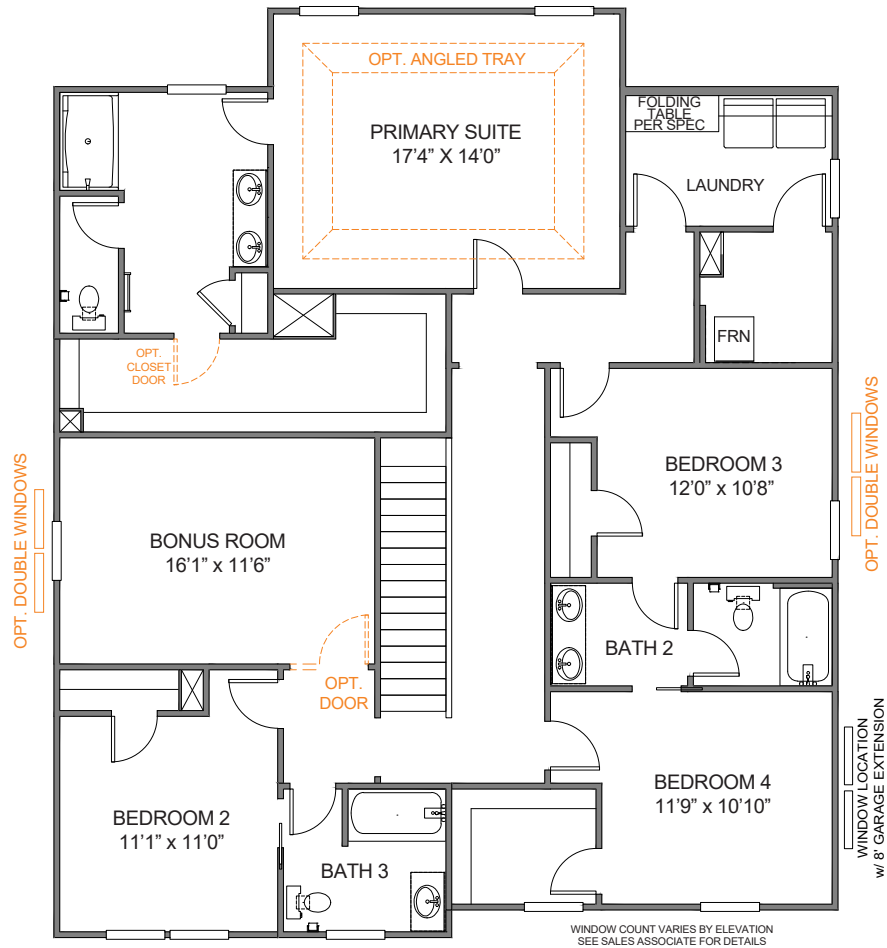 OPT. ANGLED TRAY
PRIMARY SUITE
17'4” X 14'0”
FOLDING
TABLE
PER SPEC
LAUNDRY
FRN
OPT.
CLOSET
DOOR
BEDROOM 3
12'0” x 10'8”
OPT. DOUBLE WINDOWS
BONUS ROOM
16'1” x 11'6”
OPT. DOUBLE WINDOWS
OPT.
DOOR
BATH 2
BEDROOM 2
11'1” x 11'0”
BATH 3
BEDROOM 4
11'9” x 10'10”
WINDOW LOCATION
w/ 8' GARAGE EXTENSION
WINDOW COUNT VARIES BY ELEVATION
SEE SALES ASSOCIATE FOR DETAILS